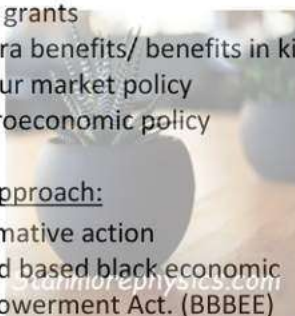 grants
ra benefits/ benefits in ki
ur market policy
roeconomic policy
pproach:
mative action
d based black economic
Stanmorephysics.com
owerment Act. (BBBEE)